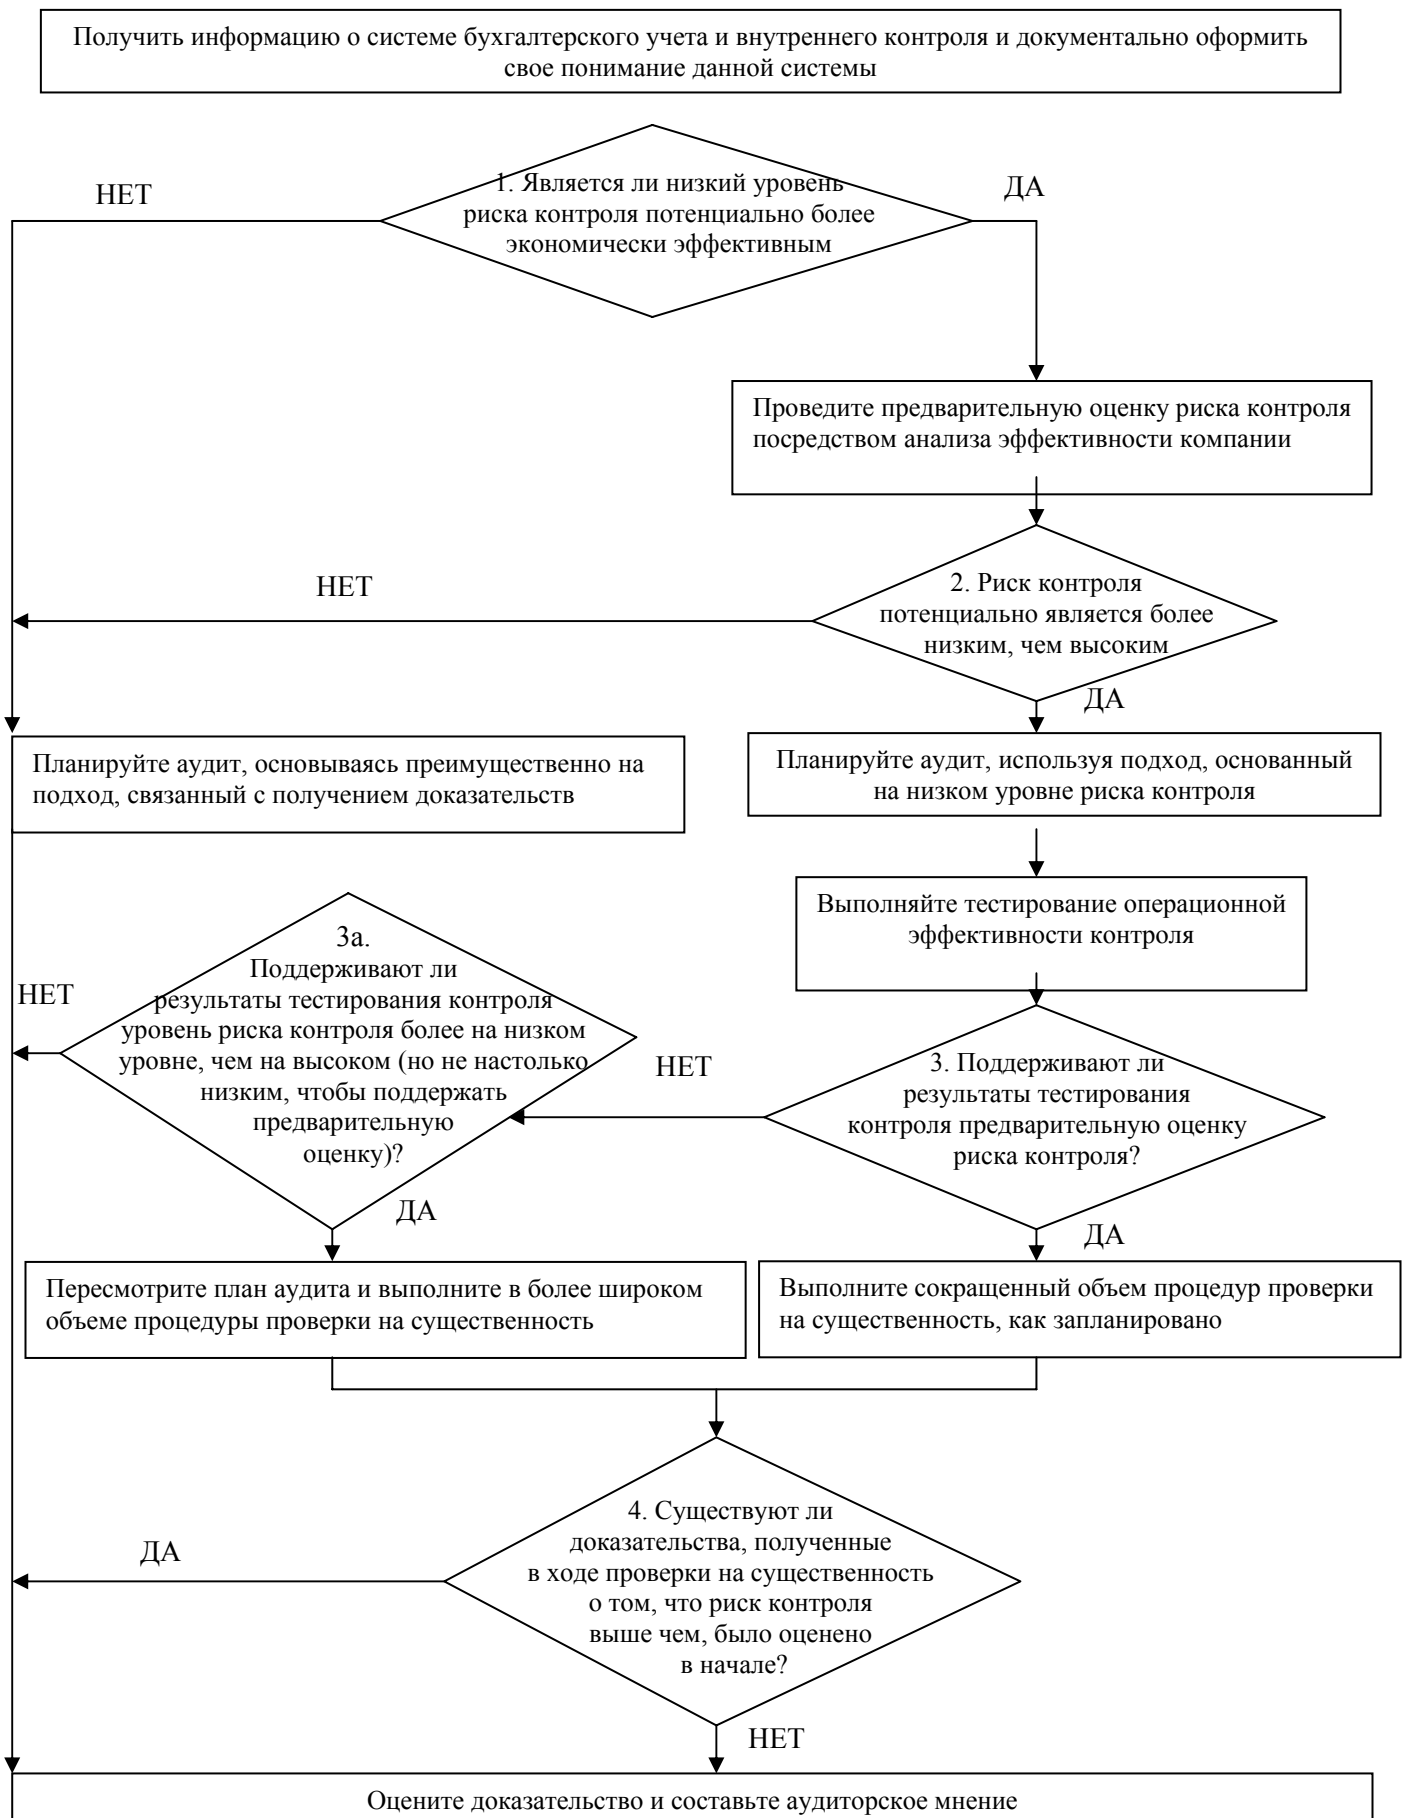 Получить информацию о системе бухгалтерского учета и внутреннего контроля и документально оформить
свое понимание данной системы
НЕТ
ДА
1. Является ли низкий уровень
риска контроля потенциально более
экономически эффективным
Проведите предварительную оценку риска контроля
посредством анализа эффективности компании
НЕТ
2. Риск контроля
потенциально является более
низким, чем высоким
ДА
Планируйте аудит, основываясь преимущественно на
подход, связанный с получением доказательств
Планируйте аудит, используя подход, основанный
на низком уровне риска контроля
Выполняйте тестирование операционной
эффективности контроля
НЕТ
3а.
Поддерживают ли
результаты тестирования контроля
уровень риска контроля более на низком
уровне, чем на высоком (но не настолько
низким, чтобы поддержать
предварительную
оценку)?
НЕТ
3. Поддерживают ли
результаты тестирования
контроля предварительную оценку
риска контроля?
ДА
ДА
Пересмотрите план аудита и выполните в более широком
объеме процедуры проверки на существенность
Выполните сокращенный объем процедур проверки
на существенность, как запланировано
ДА
4. Существуют ли
доказательства, полученные
в ходе проверки на существенность
о том, что риск контроля
выше чем, было оценено
в начале?
НЕТ
Оцените доказательство и составьте аудиторское мнение